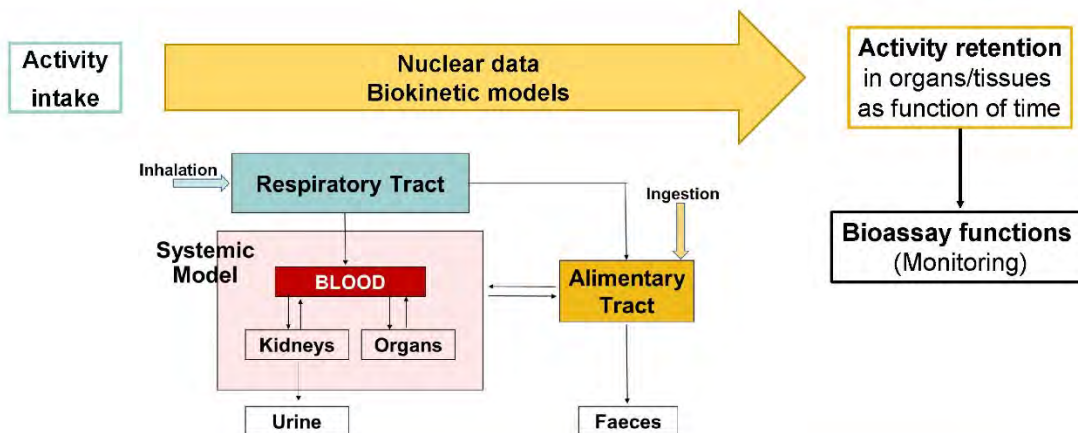 Activity
intake
Nuclear data
Biokinetic models
Activity retention
in organs/tissues
as function of time
Inhalation
Respiratory Tract
Ingestion
Bioassay functions
(Monitoring)
Systemic
Model
BLOOD
Alimentary
Tract
Kidneys
Organs
Urine
Faeces